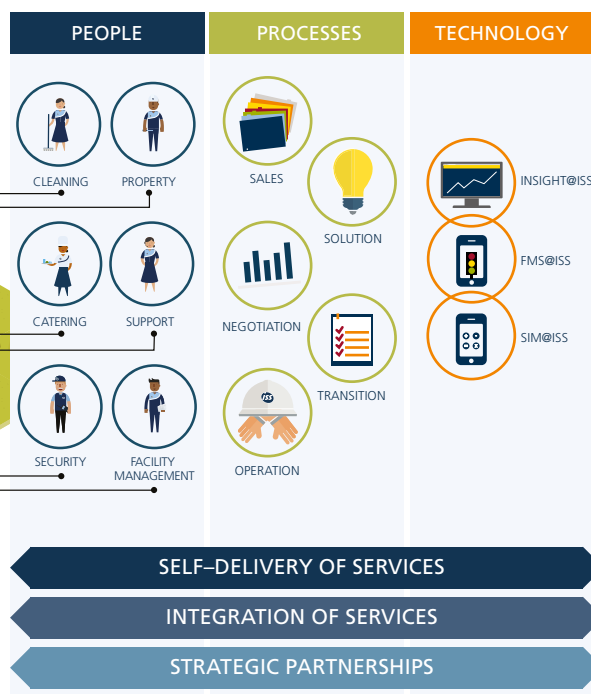 PEOPLE
PROCESSES
TECHNOLOGY
CLEANING
PROPERTY
CATERING
SUPPORT
SECURITY
FACILITY
MANAGEMENT
SALES
SOLUTION
NEGOTIATION
TRANSITION
ISS
OPERATION
INSIGHT@ISS
FMS@ISS
SIM@ISS
SELF–DELIVERY OF SERVICES
INTEGRATION OF SERVICES
STRATEGIC PARTNERSHIPS